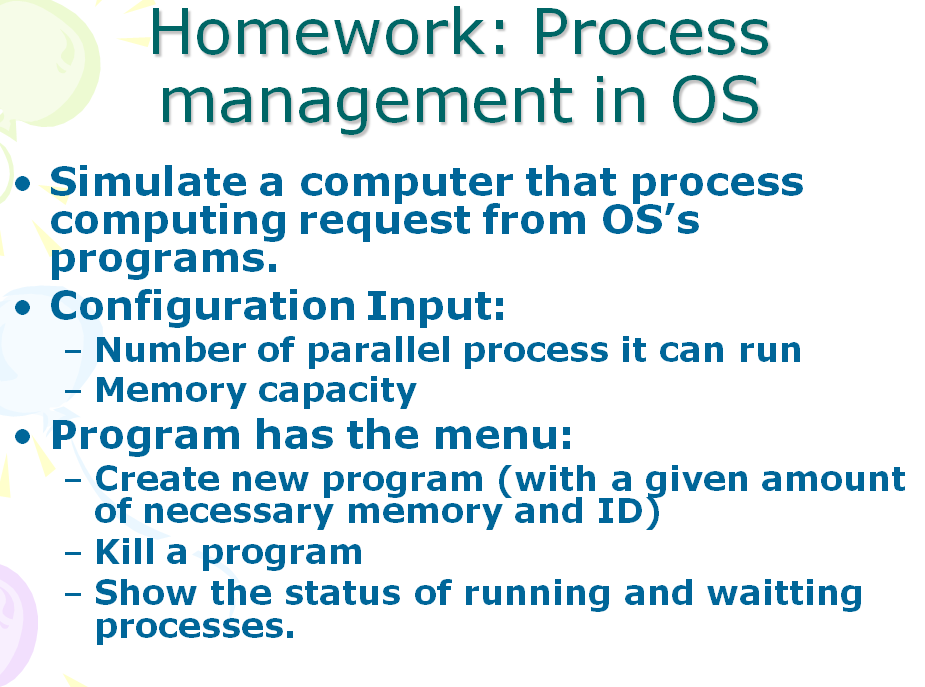 Homework: Process
management in OS
• Simulate a computer that process
computing request from OS’s
programs.
• Configuration Input:
– Number of parallel process it can run
– Memory capacity
• Program has the menu:
– Create new program (with a given amount
of necessary memory and ID)
– Kill a program
– Show the status of running and waitting
processes.